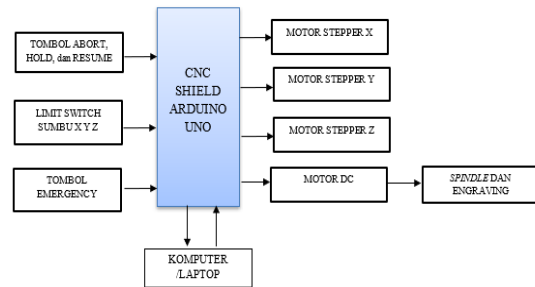 TOMBOL ABORT,
HOLD, dan RESUME
LIMIT SWITCH
SUMBU X Y Z
TOMBOL
EMERGENCY
CNC
SHIELD
ARDUINO
UNO
MOTOR STEPPER X
MOTOR STEPPER Y
MOTOR STEPPER Z
MOTOR DC
SPINDLE DAN
ENGRAVING
KOMPUTER
/LAPTOP